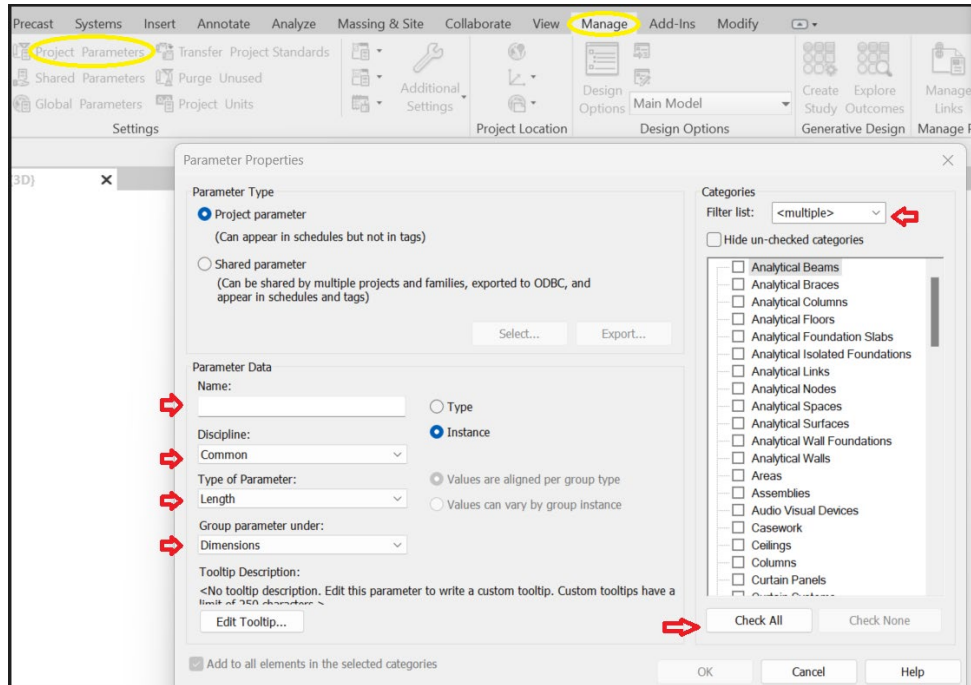 Precast Systems Insert Annotate Analyze Massing & Site Collaborate View Manage Add-Ins Modify
Project Parameters Transfer Project Standards
Shared Parameters Purge Unused
Global Parameters Project Units
Additional
Settings
Design
Options
Main Model
Create
Study
Explore
Outcomes
Manage
Links
Settings Project Location Design Options Generative Design Manage P
{3D}
Parameter Properties
Parameter Type
Project parameter
(Can appear in schedules but not in tags)
Shared parameter
(Can be shared by multiple projects and families, exported to ODBC, and
appear in schedules and tags)
Select... Export...
Parameter Data
Name:
Type
Discipline:
Instance
Common
Type of Parameter:
Values are aligned per group type
Length
Values can vary by group instance
Group parameter under:
Dimensions
Tooltip Description:
<No tooltip description. Edit this parameter to write a custom tooltip. Custom tooltips have a
limit of 250 characters.>
Edit Tooltip...
Add to all elements in the selected categories
Categories
Filter list: <multiple>
Hide un-checked categories
Analytical Beams
Analytical Braces
Analytical Columns
Analytical Floors
Analytical Foundation Slabs
Analytical Isolated Foundations
Analytical Links
Analytical Nodes
Analytical Spaces
Analytical Surfaces
Analytical Wall Foundations
Analytical Walls
Areas
Assemblies
Audio Visual Devices
Casework
Ceilings
Columns
Curtain Panels
Curtain Systems
Check All Check None
OK Cancel Help